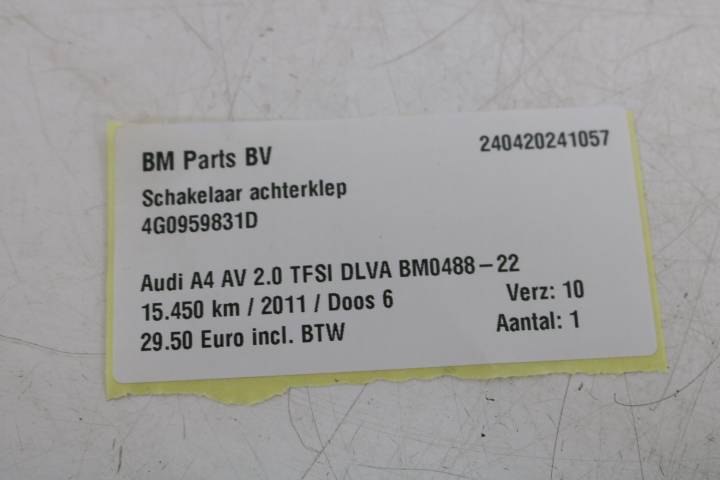 BM Parts BV 240420241057
Schakelaar achterklep
4G0959831D
Audi A4 AV 2.0 TFSI DLVA BM0488-22
15.450 km / 2011 / Doos 6 Verz: 10
29.50 Euro incl. BTW Aantal: 1